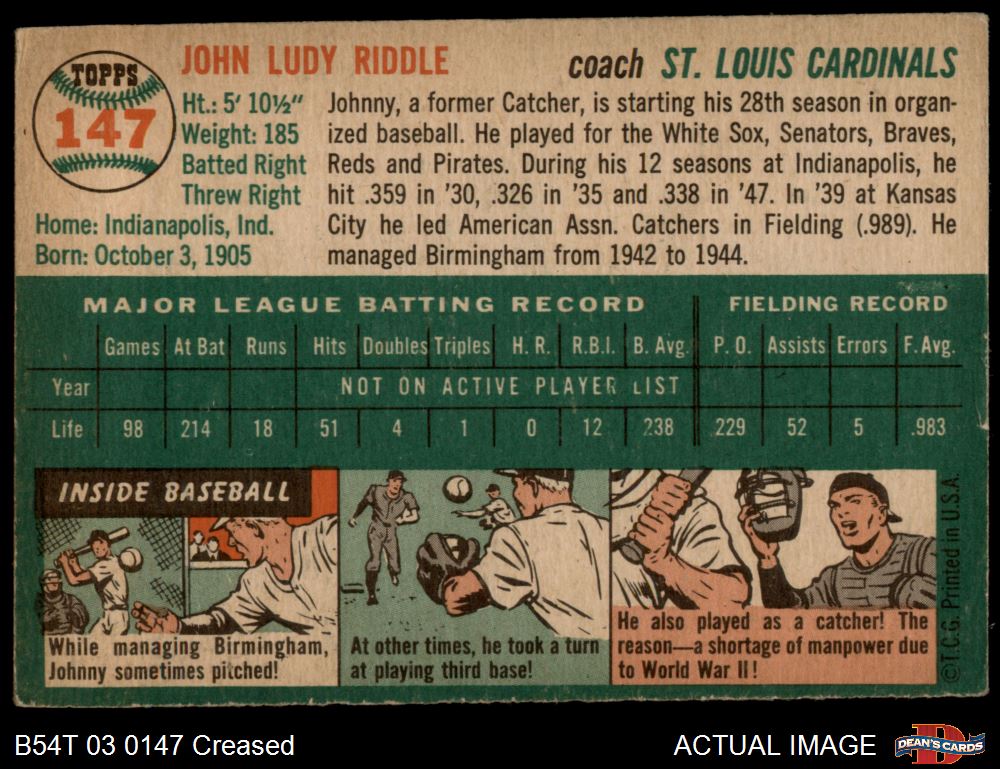 TOPPS
147
JOHN LUDY RIDDLE
coach ST. LOUIS CARDINALS
Ht.: 5' 10½"
Weight: 185
Batted Right
Threw Right
Home: Indianapolis, Ind.
Born: October 3, 1905
Johnny, a former Catcher, is starting his 28th season in organ-
ized baseball. He played for the White Sox, Senators, Braves,
Reds and Pirates. During his 12 seasons at Indianapolis, he
hit .359 in '30, .326 in '35 and .338 in '47. In '39 at Kansas
City he led American Assn. Catchers in Fielding (.989). He
managed Birmingham from 1942 to 1944.
MAJOR LEAGUE BATTING RECORD FIELDING RECORD
Games At Bat Runs Hits Doubles Triples H. R. R.B.I. B. Avg. P. O. Assists Errors F. Avg.
Year NOT ON ACTIVE PLAYER LIST
Life 98 214 18 51 4 1 0 12 .238 229 52 5 .983
INSIDE BASEBALL
While managing Birmingham,
Johnny sometimes pitched!
At other times, he took a turn
at playing third base!
He also played as a catcher! The
reason—a shortage of manpower due
to World War II!
©T.C.G. Printed in U.S.A.
B54T 03 0147 Creased
ACTUAL IMAGE
DEAN'S CARDS